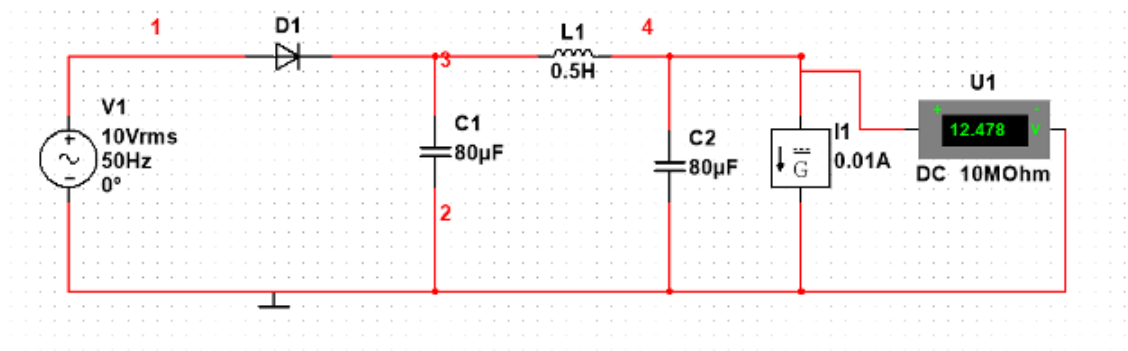 1
D1
L1
4
3
0.5H
U1
V1
10Vrms
50Hz
0°
+
-
C1
80µF
C2
80µF
I1
0.01A
G
+
-
12.478
V
DC 10MOhm
2